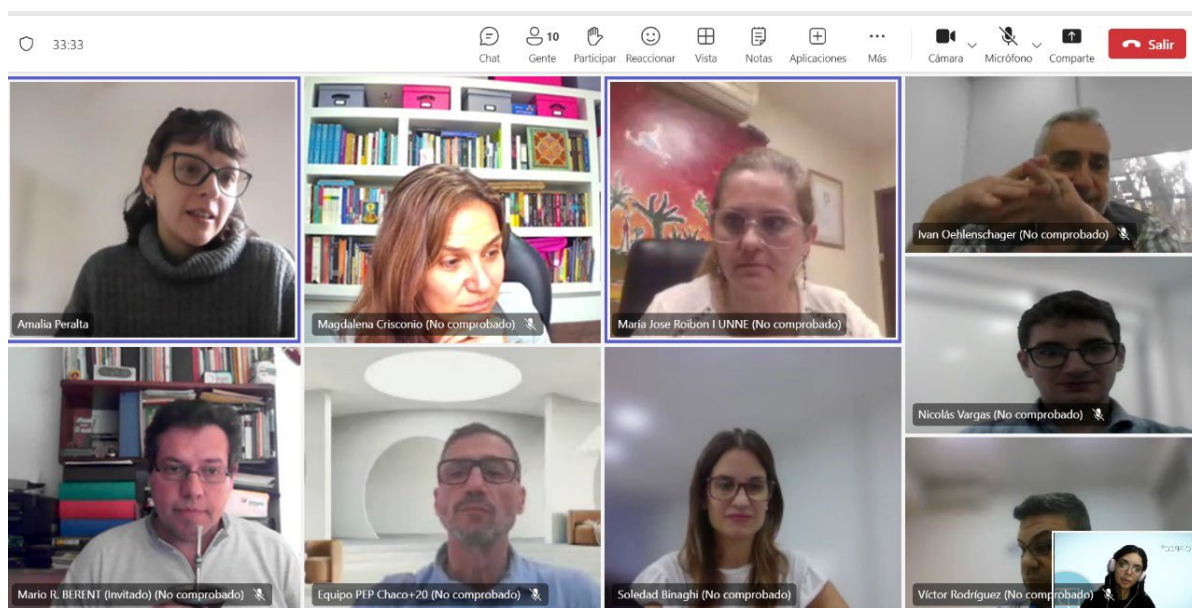 33:33
Chat
10
Gente
Participar
Reaccionar
Vista
Notas
Aplicaciones
Más
Cámara
Micrófono
Comparte
Salir
Amalia Peralta
Magdalena Crisconio (No comprobado)
Maria Jose Roibon I UNNE (No comprobado)
Ivan Oehlenschager (No comprobado)
Nicolás Vargas (No comprobado)
Mario R. BERENT (Invitado) (No comprobado)
Equipo PEP Chaco+20 (No comprobado)
Soledad Binaghi (No comprobado)
Víctor Rodríguez (No comprobado)